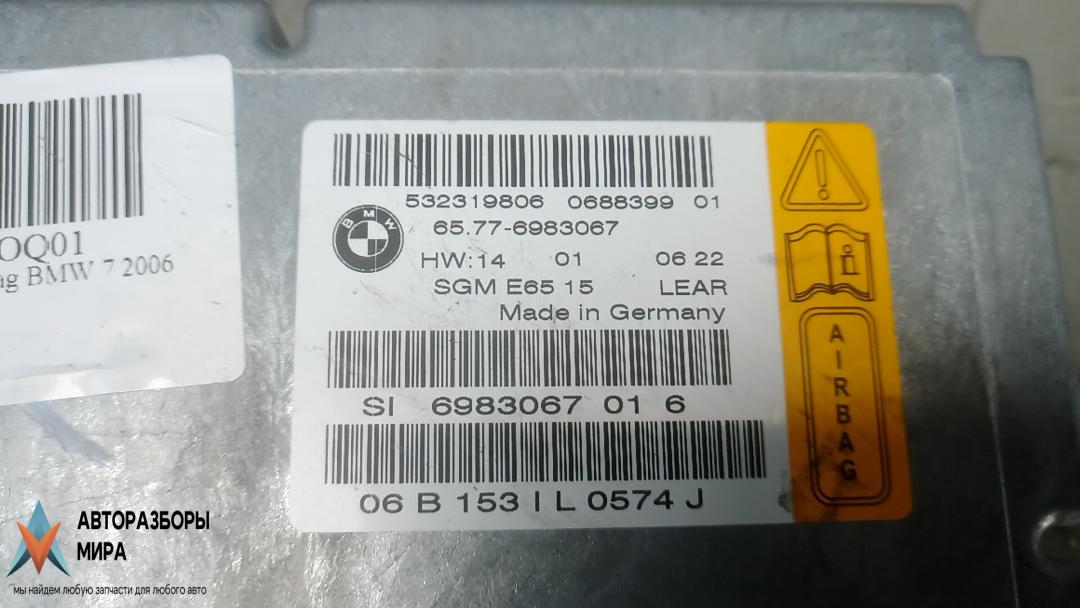 OQ01
ag BMW 7 2006
532319806 0688399 01
BMW
65.77-6983067
HW:14 01 06 22
SGM E65 15 LEAR
Made in Germany
SI 6983067 01 6
06 B 153 I L 0574 J
AIRBAG
АВТОРАЗБОРЫ
МИРА
мы найдем любую запчасти для любого авто